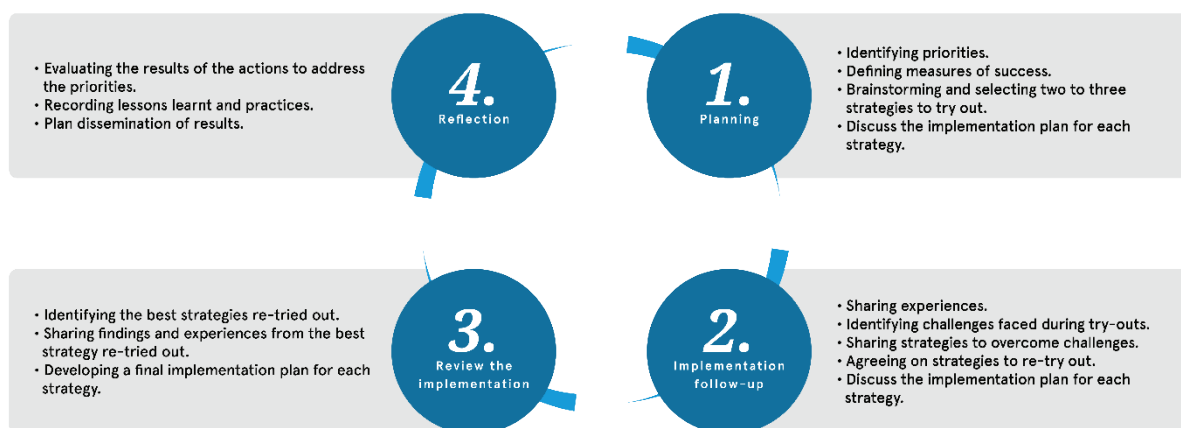 • Evaluating the results of the actions to address
the priorities.
• Recording lessons learnt and practices.
• Plan dissemination of results.
4.
Reflection
1.
Planning
• Identifying priorities.
• Defining measures of success.
• Brainstorming and selecting two to three
strategies to try out.
• Discuss the implementation plan for each
strategy.
• Identifying the best strategies re-tried out.
• Sharing findings and experiences from the best
strategy re-tried out.
• Developing a final implementation plan for each
strategy.
3.
Review the
implementation
2.
Implementation
follow-up
• Sharing experiences.
• Identifying challenges faced during try-outs.
• Sharing strategies to overcome challenges.
• Agreeing on strategies to re-try out.
• Discuss the implementation plan for each
strategy.